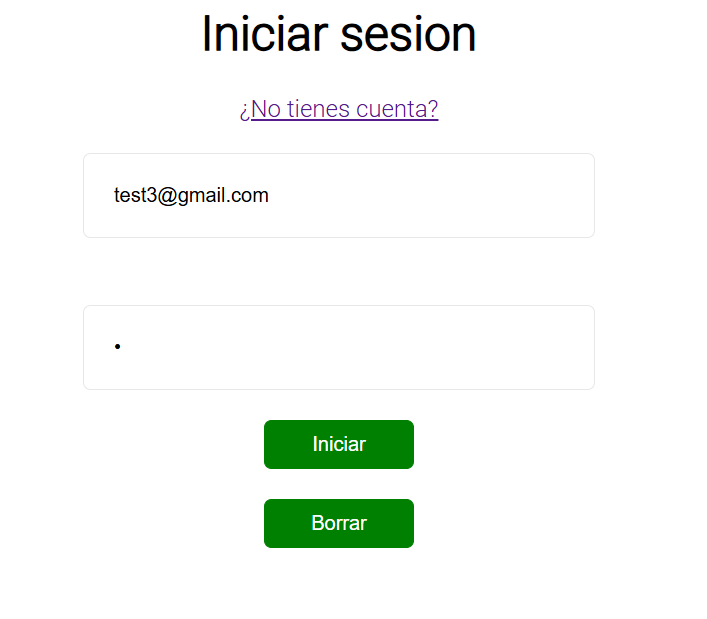 Iniciar sesion
¿No tienes cuenta?
test3@gmail.com
•
Iniciar
Borrar